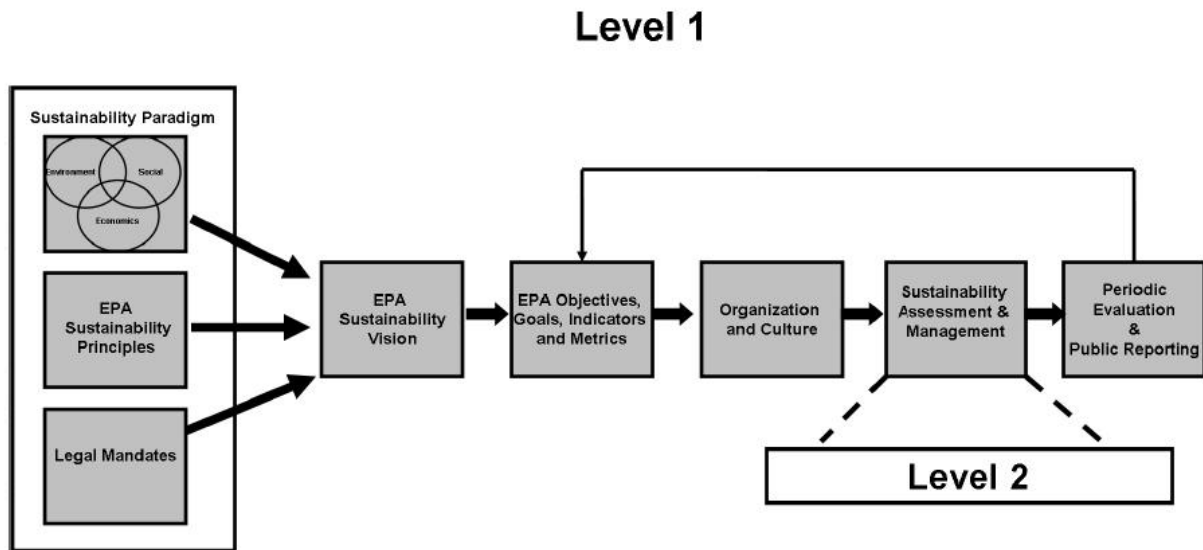 Level 1
Sustainability Paradigm
Environment
Social
Economics
EPA
Sustainability
Principles
Legal Mandates
EPA
Sustainability
Vision
EPA Objectives,
Goals, Indicators
and Metrics
Organization
and Culture
Sustainability
Assessment &
Management
Periodic
Evaluation
&
Public Reporting
Level 2